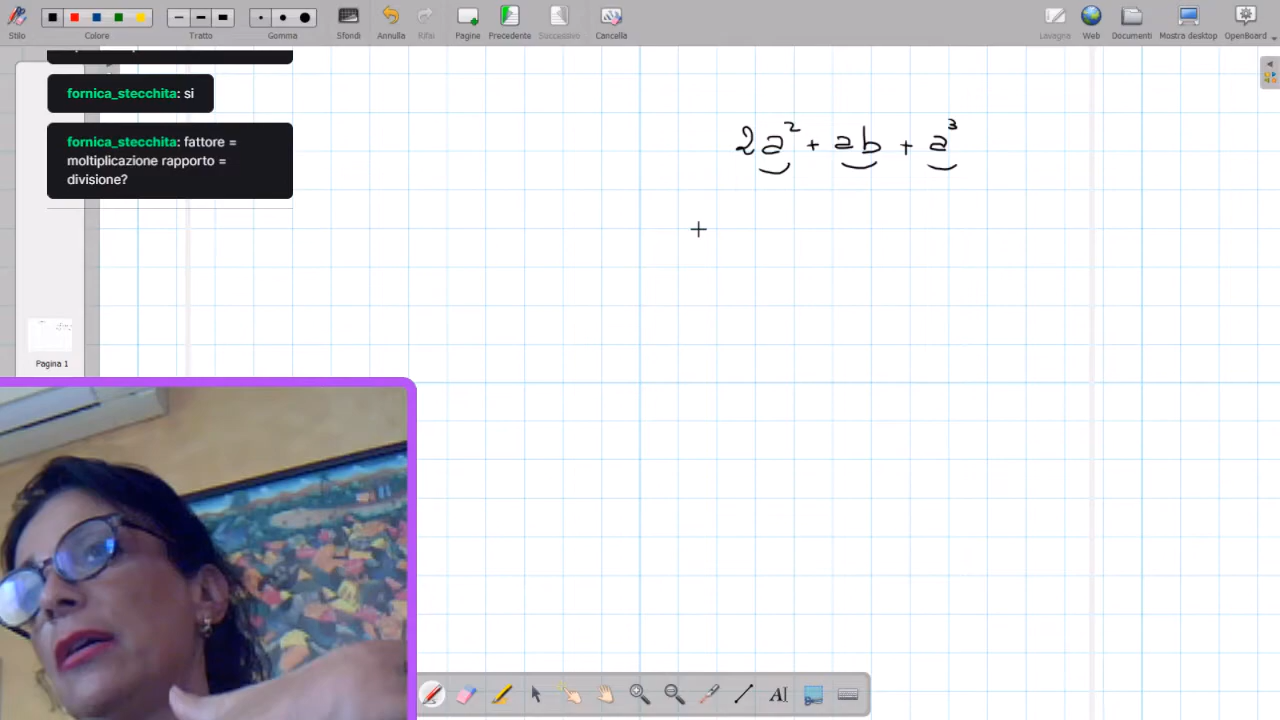 Stilo Colore Tratto Gomma Sfondi Annulla Rifai Pagine Precedente Successivo Cancella Lavagna Web Documenti Mostra desktop OpenBoard
fornica_stecchita: si
fornica_stecchita: fattore =
moltiplicazione rapporto =
divisione?
2a² + ab + a³
+
Pagina 1
AI